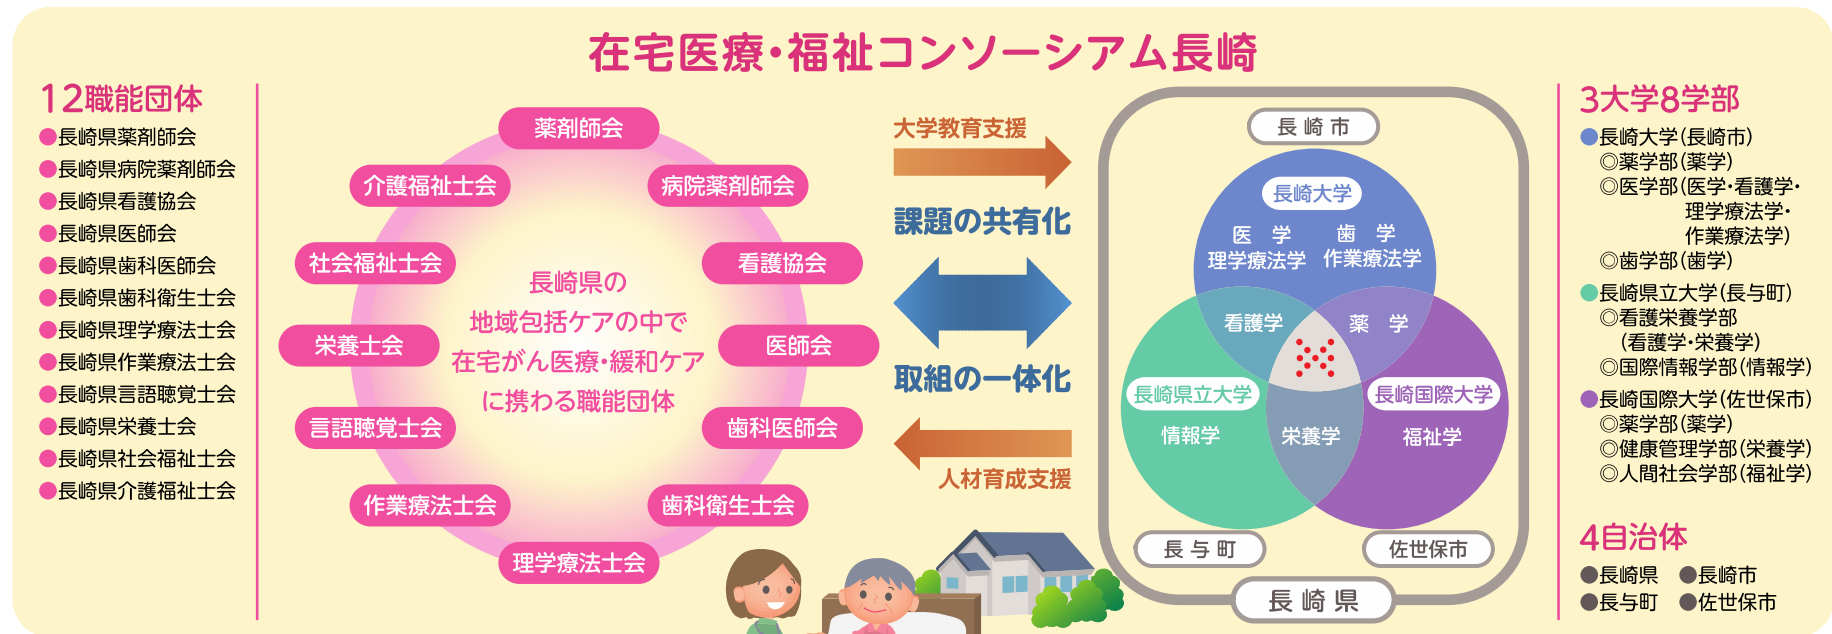 在宅医療・福祉コンソーシアム長崎
12職能団体
●長崎県薬剤師会
●長崎県病院薬剤師会
●長崎県看護協会
●長崎県医師会
●長崎県歯科医師会
●長崎県歯科衛生士会
●長崎県理学療法士会
●長崎県作業療法士会
●長崎県言語聴覚士会
●長崎県栄養士会
●長崎県社会福祉士会
●長崎県介護福祉士会
薬剤師会
病院薬剤師会
看護協会
医師会
歯科医師会
歯科衛生士会
理学療法士会
作業療法士会
言語聴覚士会
栄養士会
社会福祉士会
介護福祉士会
長崎県の
地域包括ケアの中で
在宅がん医療・緩和ケア
に携わる職能団体
大学教育支援
課題の共有化
取組の一体化
人材育成支援
長崎市
長崎大学
医 学 歯 学
理学療法学 作業療法学
看護学 薬 学
長崎県立大学 長崎国際大学
情報学 栄養学 福祉学
長与町 佐世保市
長崎県
3大学8学部
●長崎大学(長崎市)
◎薬学部(薬学)
◎医学部(医学・看護学・
理学療法学・
作業療法学)
◎歯学部(歯学)
●長崎県立大学(長与町)
◎看護栄養学部
(看護学・栄養学)
◎国際情報学部(情報学)
●長崎国際大学(佐世保市)
◎薬学部(薬学)
◎健康管理学部(栄養学)
◎人間社会学部(福祉学)
4自治体
●長崎県 ●長崎市
●長与町 ●佐世保市